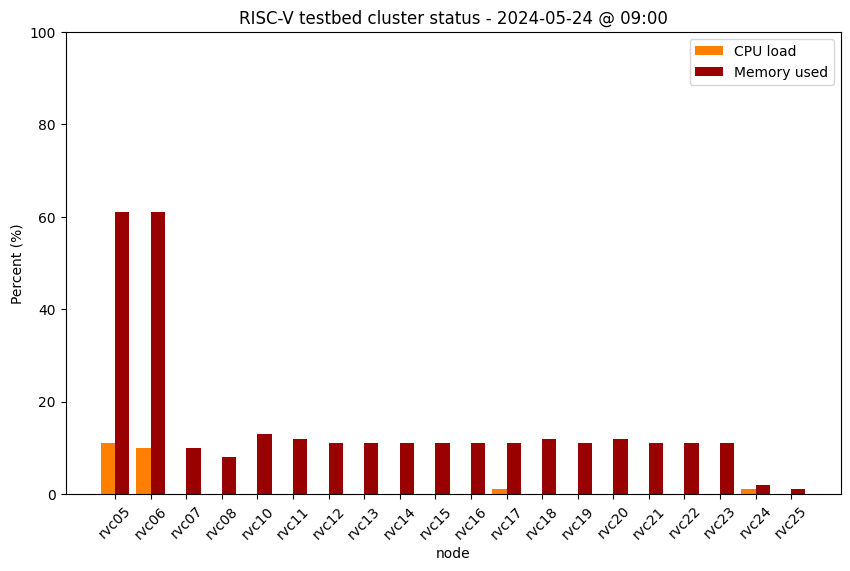 RISC-V testbed cluster status - 2024-05-24 @ 09:00
CPU load
Memory used
Percent (%)
100
80
60
40
20
0
rvc05
rvc06
rvc07
rvc08
rvc10
rvc11
rvc12
rvc13
rvc14
rvc15
rvc16
rvc17
rvc18
rvc19
rvc20
rvc21
rvc22
rvc23
rvc24
rvc25
node